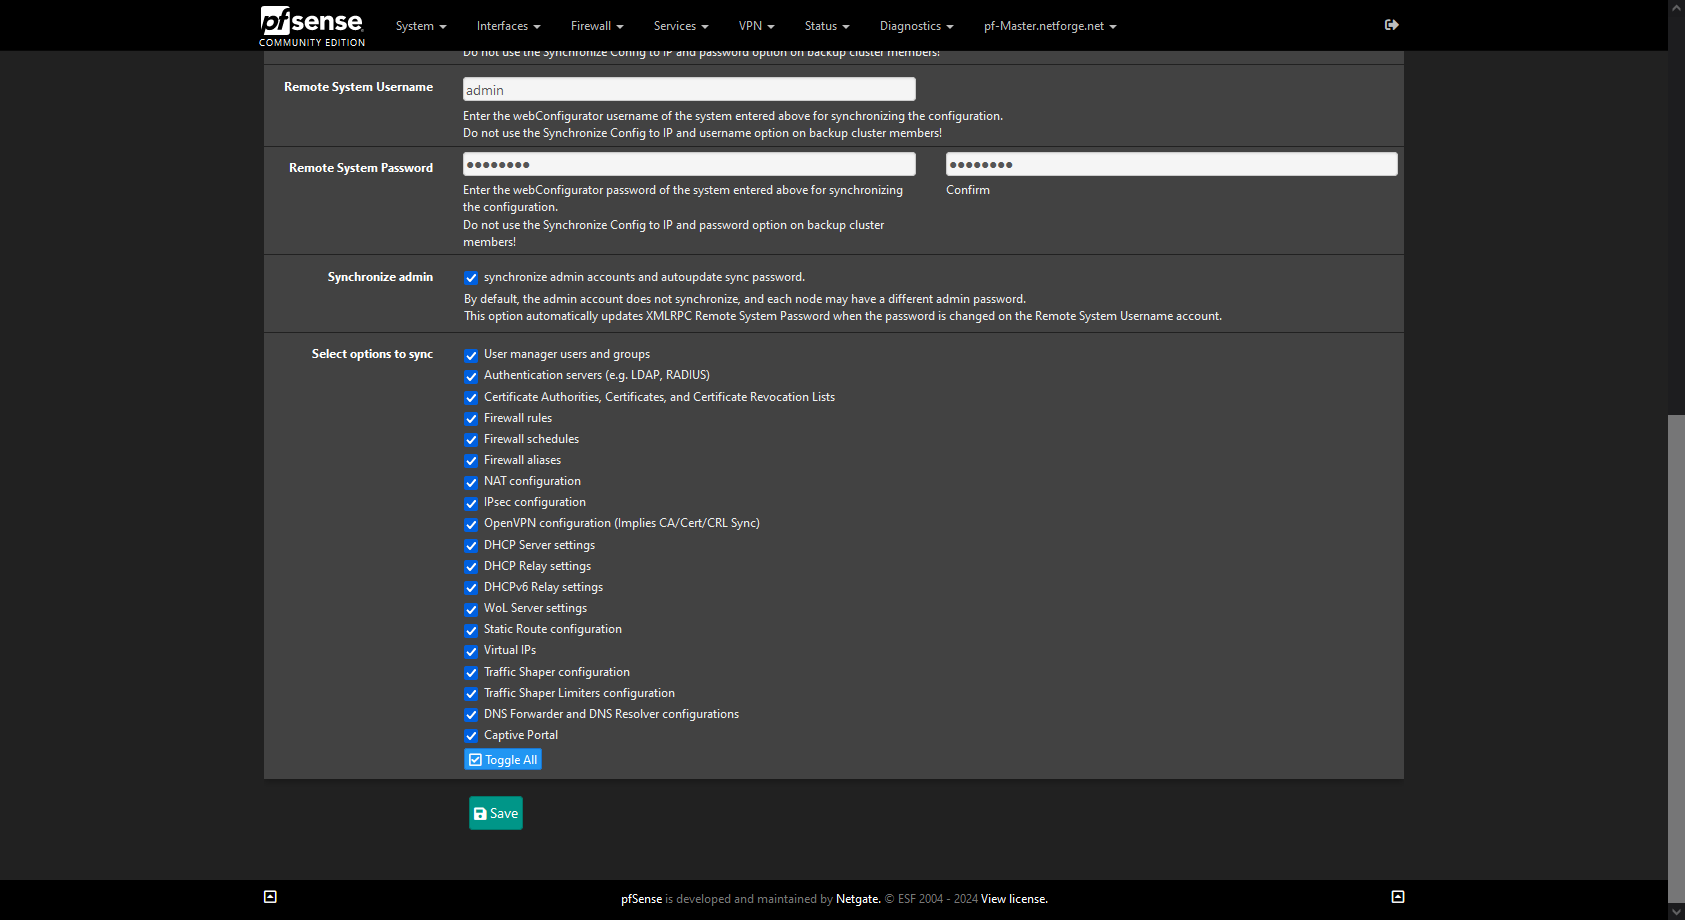 pfsense
COMMUNITY EDITION
System
Interfaces
Firewall
Services
VPN
Status
Diagnostics
pf-Master.netforge.net
Do not use the Synchronize Config to IP and password option on backup cluster members!
Remote System Username
admin
Enter the webConfigurator username of the system entered above for synchronizing the configuration.
Do not use the Synchronize Config to IP and username option on backup cluster members!
Remote System Password
●●●●●●●●
●●●●●●●●
Enter the webConfigurator password of the system entered above for synchronizing
the configuration.
Do not use the Synchronize Config to IP and password option on backup cluster
members!
Confirm
Synchronize admin
synchronize admin accounts and autoupdate sync password.
By default, the admin account does not synchronize, and each node may have a different admin password.
This option automatically updates XMLRPC Remote System Password when the password is changed on the Remote System Username account.
Select options to sync
User manager users and groups
Authentication servers (e.g. LDAP, RADIUS)
Certificate Authorities, Certificates, and Certificate Revocation Lists
Firewall rules
Firewall schedules
Firewall aliases
NAT configuration
IPsec configuration
OpenVPN configuration (Implies CA/Cert/CRL Sync)
DHCP Server settings
DHCP Relay settings
DHCPv6 Relay settings
WoL Server settings
Static Route configuration
Virtual IPs
Traffic Shaper configuration
Traffic Shaper Limiters configuration
DNS Forwarder and DNS Resolver configurations
Captive Portal
Toggle All
Save
pfSense is developed and maintained by Netgate. © ESF 2004 - 2024 View license.